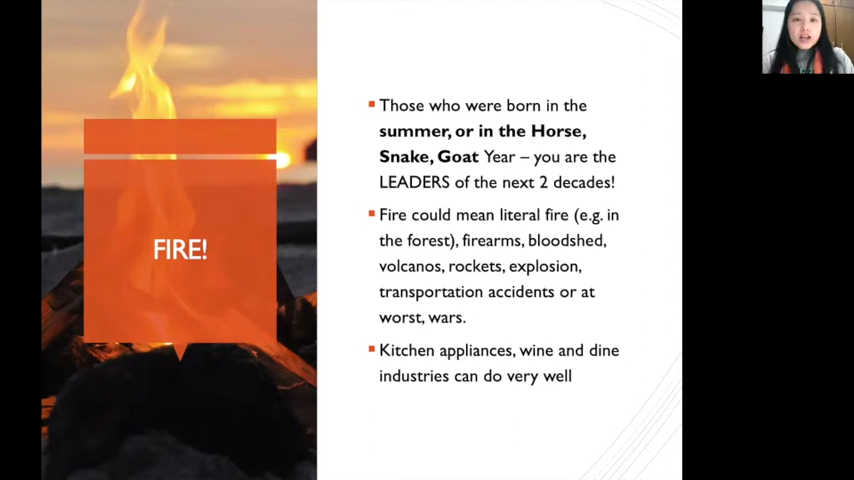 FIRE!
Those who were born in the
summer, or in the Horse,
Snake, Goat Year – you are the
LEADERS of the next 2 decades!
Fire could mean literal fire (e.g. in
the forest), firearms, bloodshed,
volcanos, rockets, explosion,
transportation accidents or at
worst, wars.
Kitchen appliances, wine and dine
industries can do very well